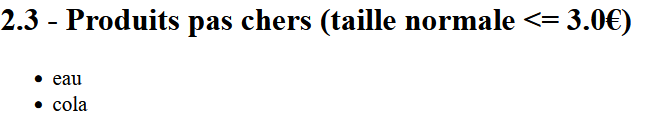 2.3 - Produits pas chers (taille normale <= 3.0€)
• eau
• cola